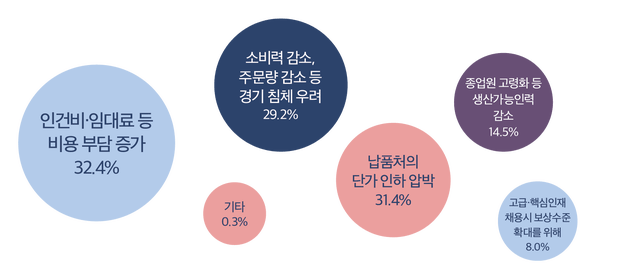 인건비·임대료 등
비용 부담 증가
32.4%
소비력 감소,
주문량 감소 등
경기 침체 우려
29.2%
종업원 고령화 등
생산가능인력
감소
14.5%
납품처의
단가 인하 압박
31.4%
기타
0.3%
고급·핵심인재
채용시 보상수준
확대를 위해
8.0%